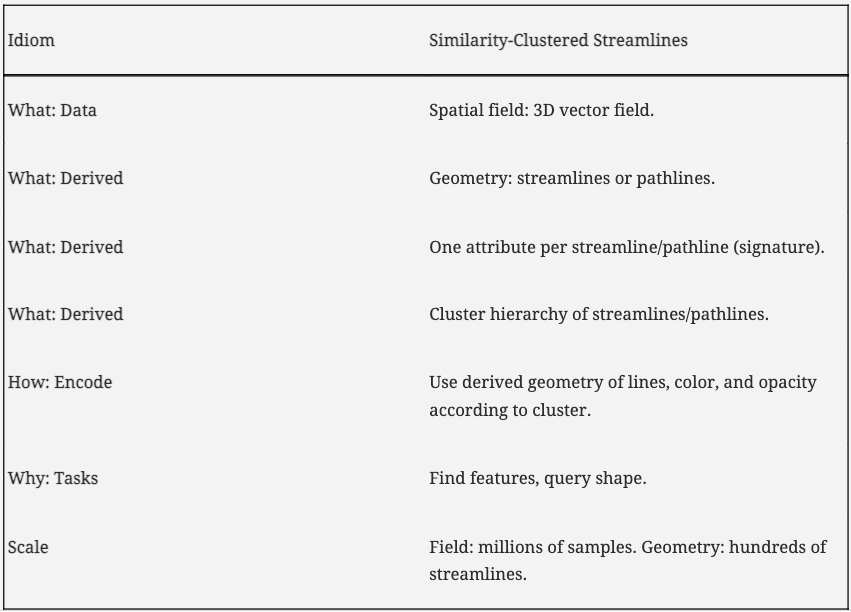 Idiom Similarity-Clustered Streamlines
What: Data Spatial field: 3D vector field.
What: Derived Geometry: streamlines or pathlines.
What: Derived One attribute per streamline/pathline (signature).
What: Derived Cluster hierarchy of streamlines/pathlines.
How: Encode Use derived geometry of lines, color, and opacity
according to cluster.
Why: Tasks Find features, query shape.
Scale Field: millions of samples. Geometry: hundreds of
streamlines.